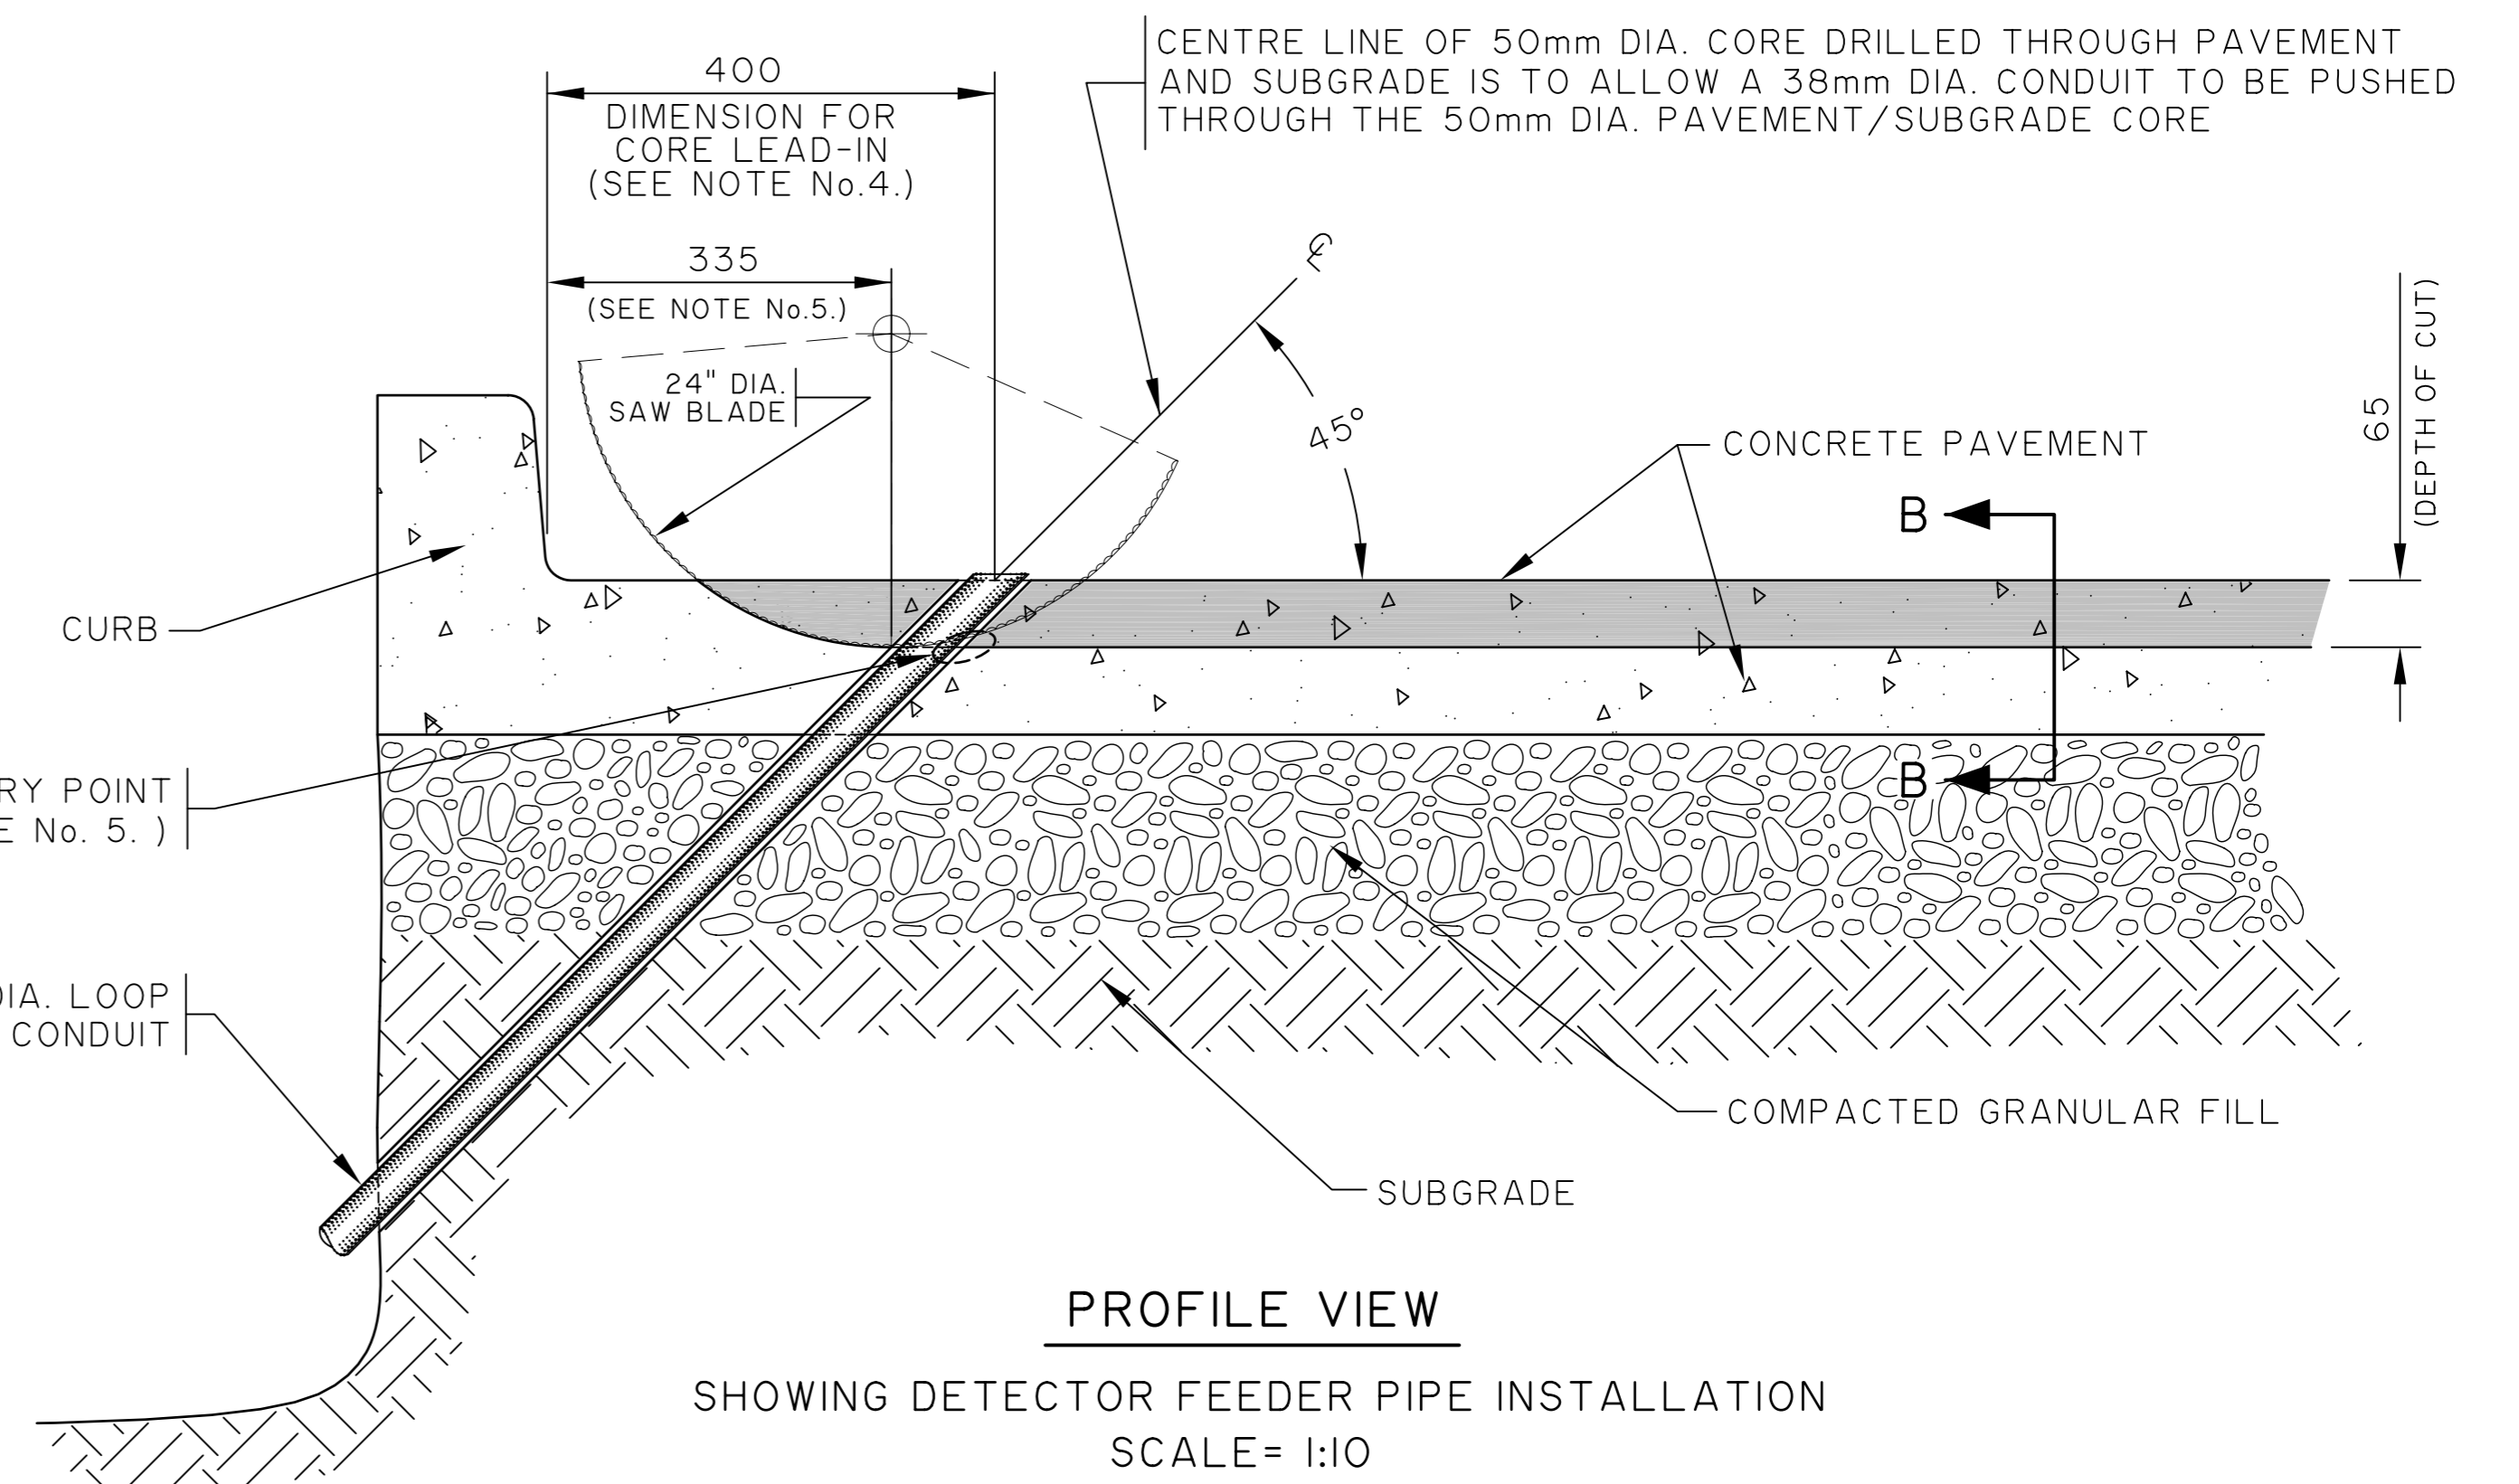 CENTRE LINE OF 50mm DIA. CORE DRILLED THROUGH PAVEMENT
AND SUBGRADE IS TO ALLOW A 38mm DIA. CONDUIT TO BE PUSHED
THROUGH THE 50mm DIA. PAVEMENT/SUBGRADE CORE
400
DIMENSION FOR
CORE LEAD-IN
(SEE NOTE No.4.)
335
(SEE NOTE No.5.)
℄
24" DIA.
SAW BLADE
45°
65
(DEPTH OF CUT)
CONCRETE PAVEMENT
B
CURB
B
RY POINT
E No. 5. )
DIA. LOOP
CONDUIT
COMPACTED GRANULAR FILL
SUBGRADE
PROFILE VIEW
SHOWING DETECTOR FEEDER PIPE INSTALLATION
SCALE= 1:10